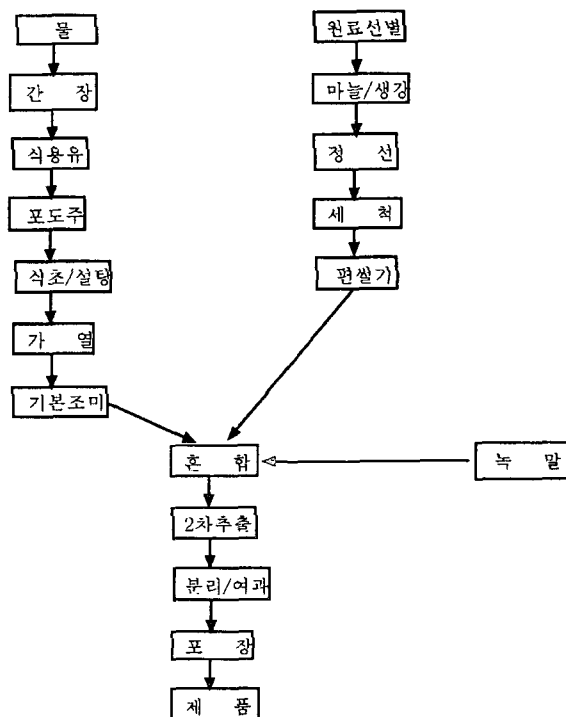 물
간 장
식용유
포도주
식초/설탕
가 열
기본조미
원료선별
마늘/생강
정 선
세 척
편썰기
혼 합
녹 말
2차추출
분리/여과
포 장
제 품